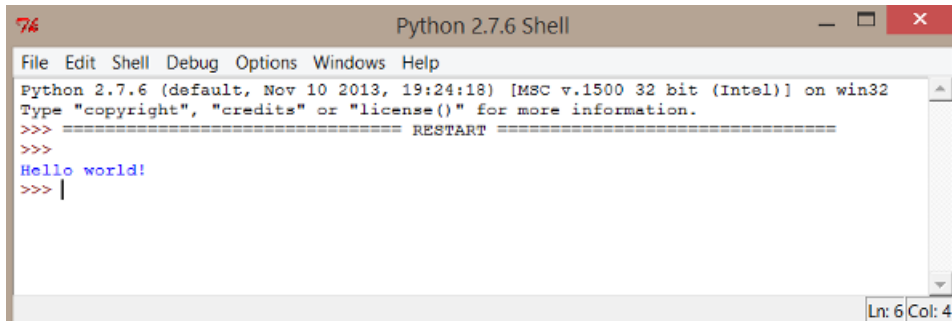 Python 2.7.6 Shell
File Edit Shell Debug Options Windows Help
Python 2.7.6 (default, Nov 10 2013, 19:24:18) [MSC v.1500 32 bit (Intel)] on win32
Type "copyright", "credits" or "license()" for more information.
>>> ================================ RESTART ================================
>>>
Hello world!
>>>
Ln: 6 Col: 4